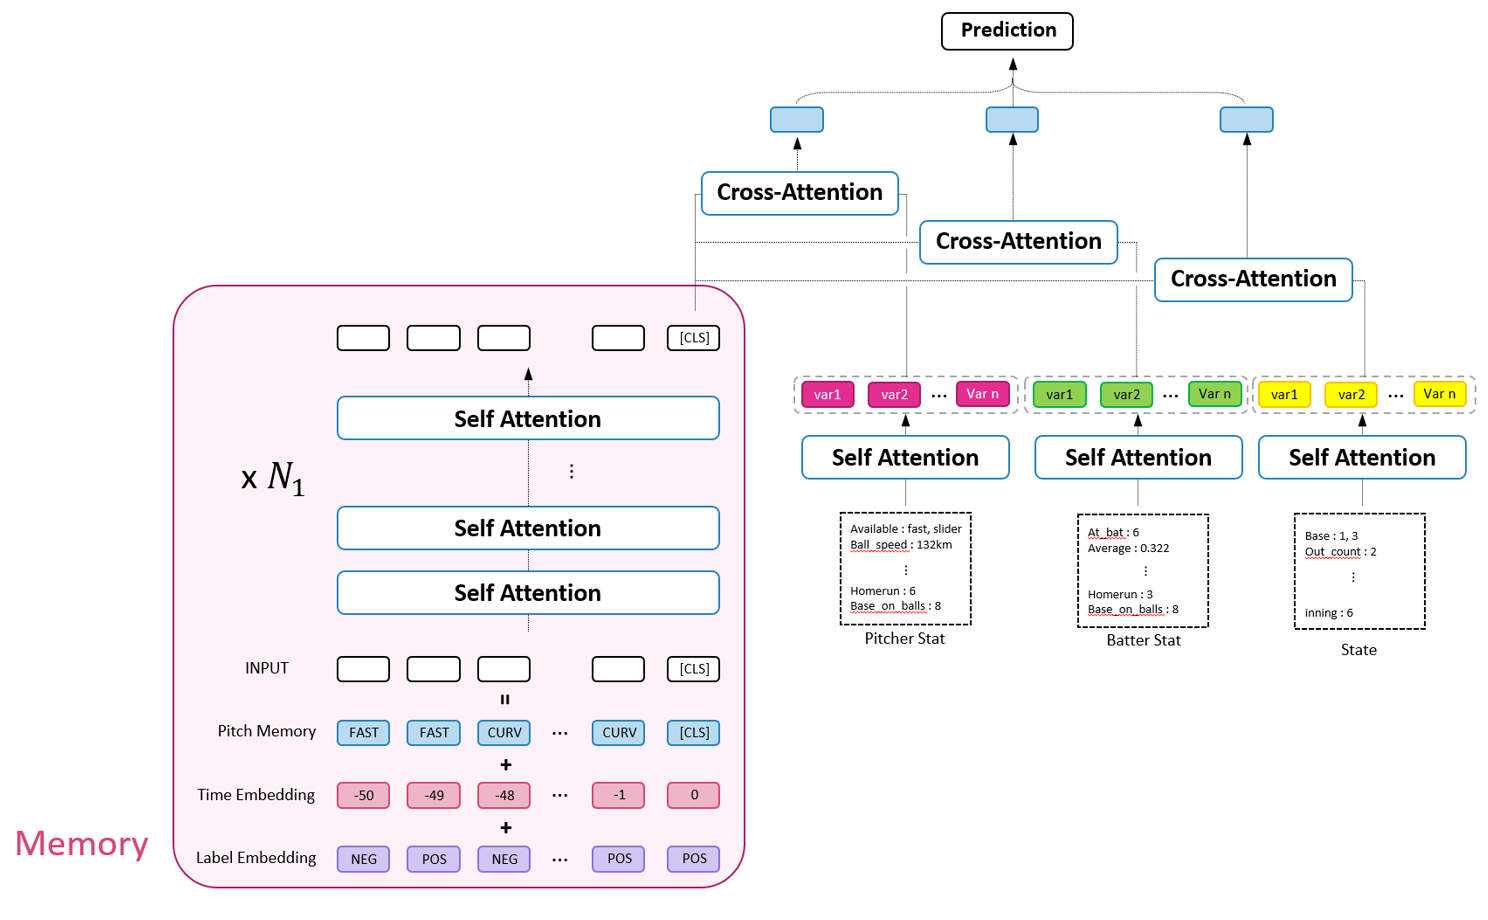 Prediction
Cross-Attention
Cross-Attention
Cross-Attention
[CLS]
var1 var2 ... Var n
var1 var2 ... Var n
var1 var2 ... Var n
Self Attention
Self Attention
Self Attention
Self Attention
⋮
x N₁
Self Attention
Self Attention
Available : fast, slider
Ball_speed : 132km
⋮
Homerun : 6
Base_on_balls : 8
Pitcher Stat
At_bat : 6
Average : 0.322
⋮
Homerun : 3
Base_on_balls : 8
Batter Stat
Base : 1, 3
Out_count : 2
⋮
inning : 6
State
INPUT [CLS]
=
Pitch Memory FAST FAST CURV ... CURV [CLS]
+
Time Embedding -50 -49 -48 ... -1 0
+
Label Embedding NEG POS NEG ... POS POS
Memory